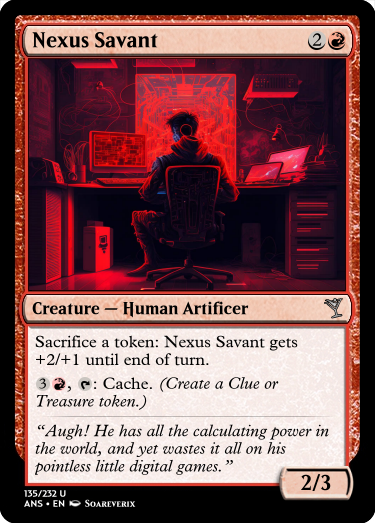 Nexus Savant 2
Creature — Human Artificer
Sacrifice a token: Nexus Savant gets
+2/+1 until end of turn.
3, : Cache. (Create a Clue or
Treasure token.)
“Augh! He has all the calculating power in
the world, and yet wastes it all on his
pointless little digital games.”
2/3
135/232 U
ANS • EN Soareverix